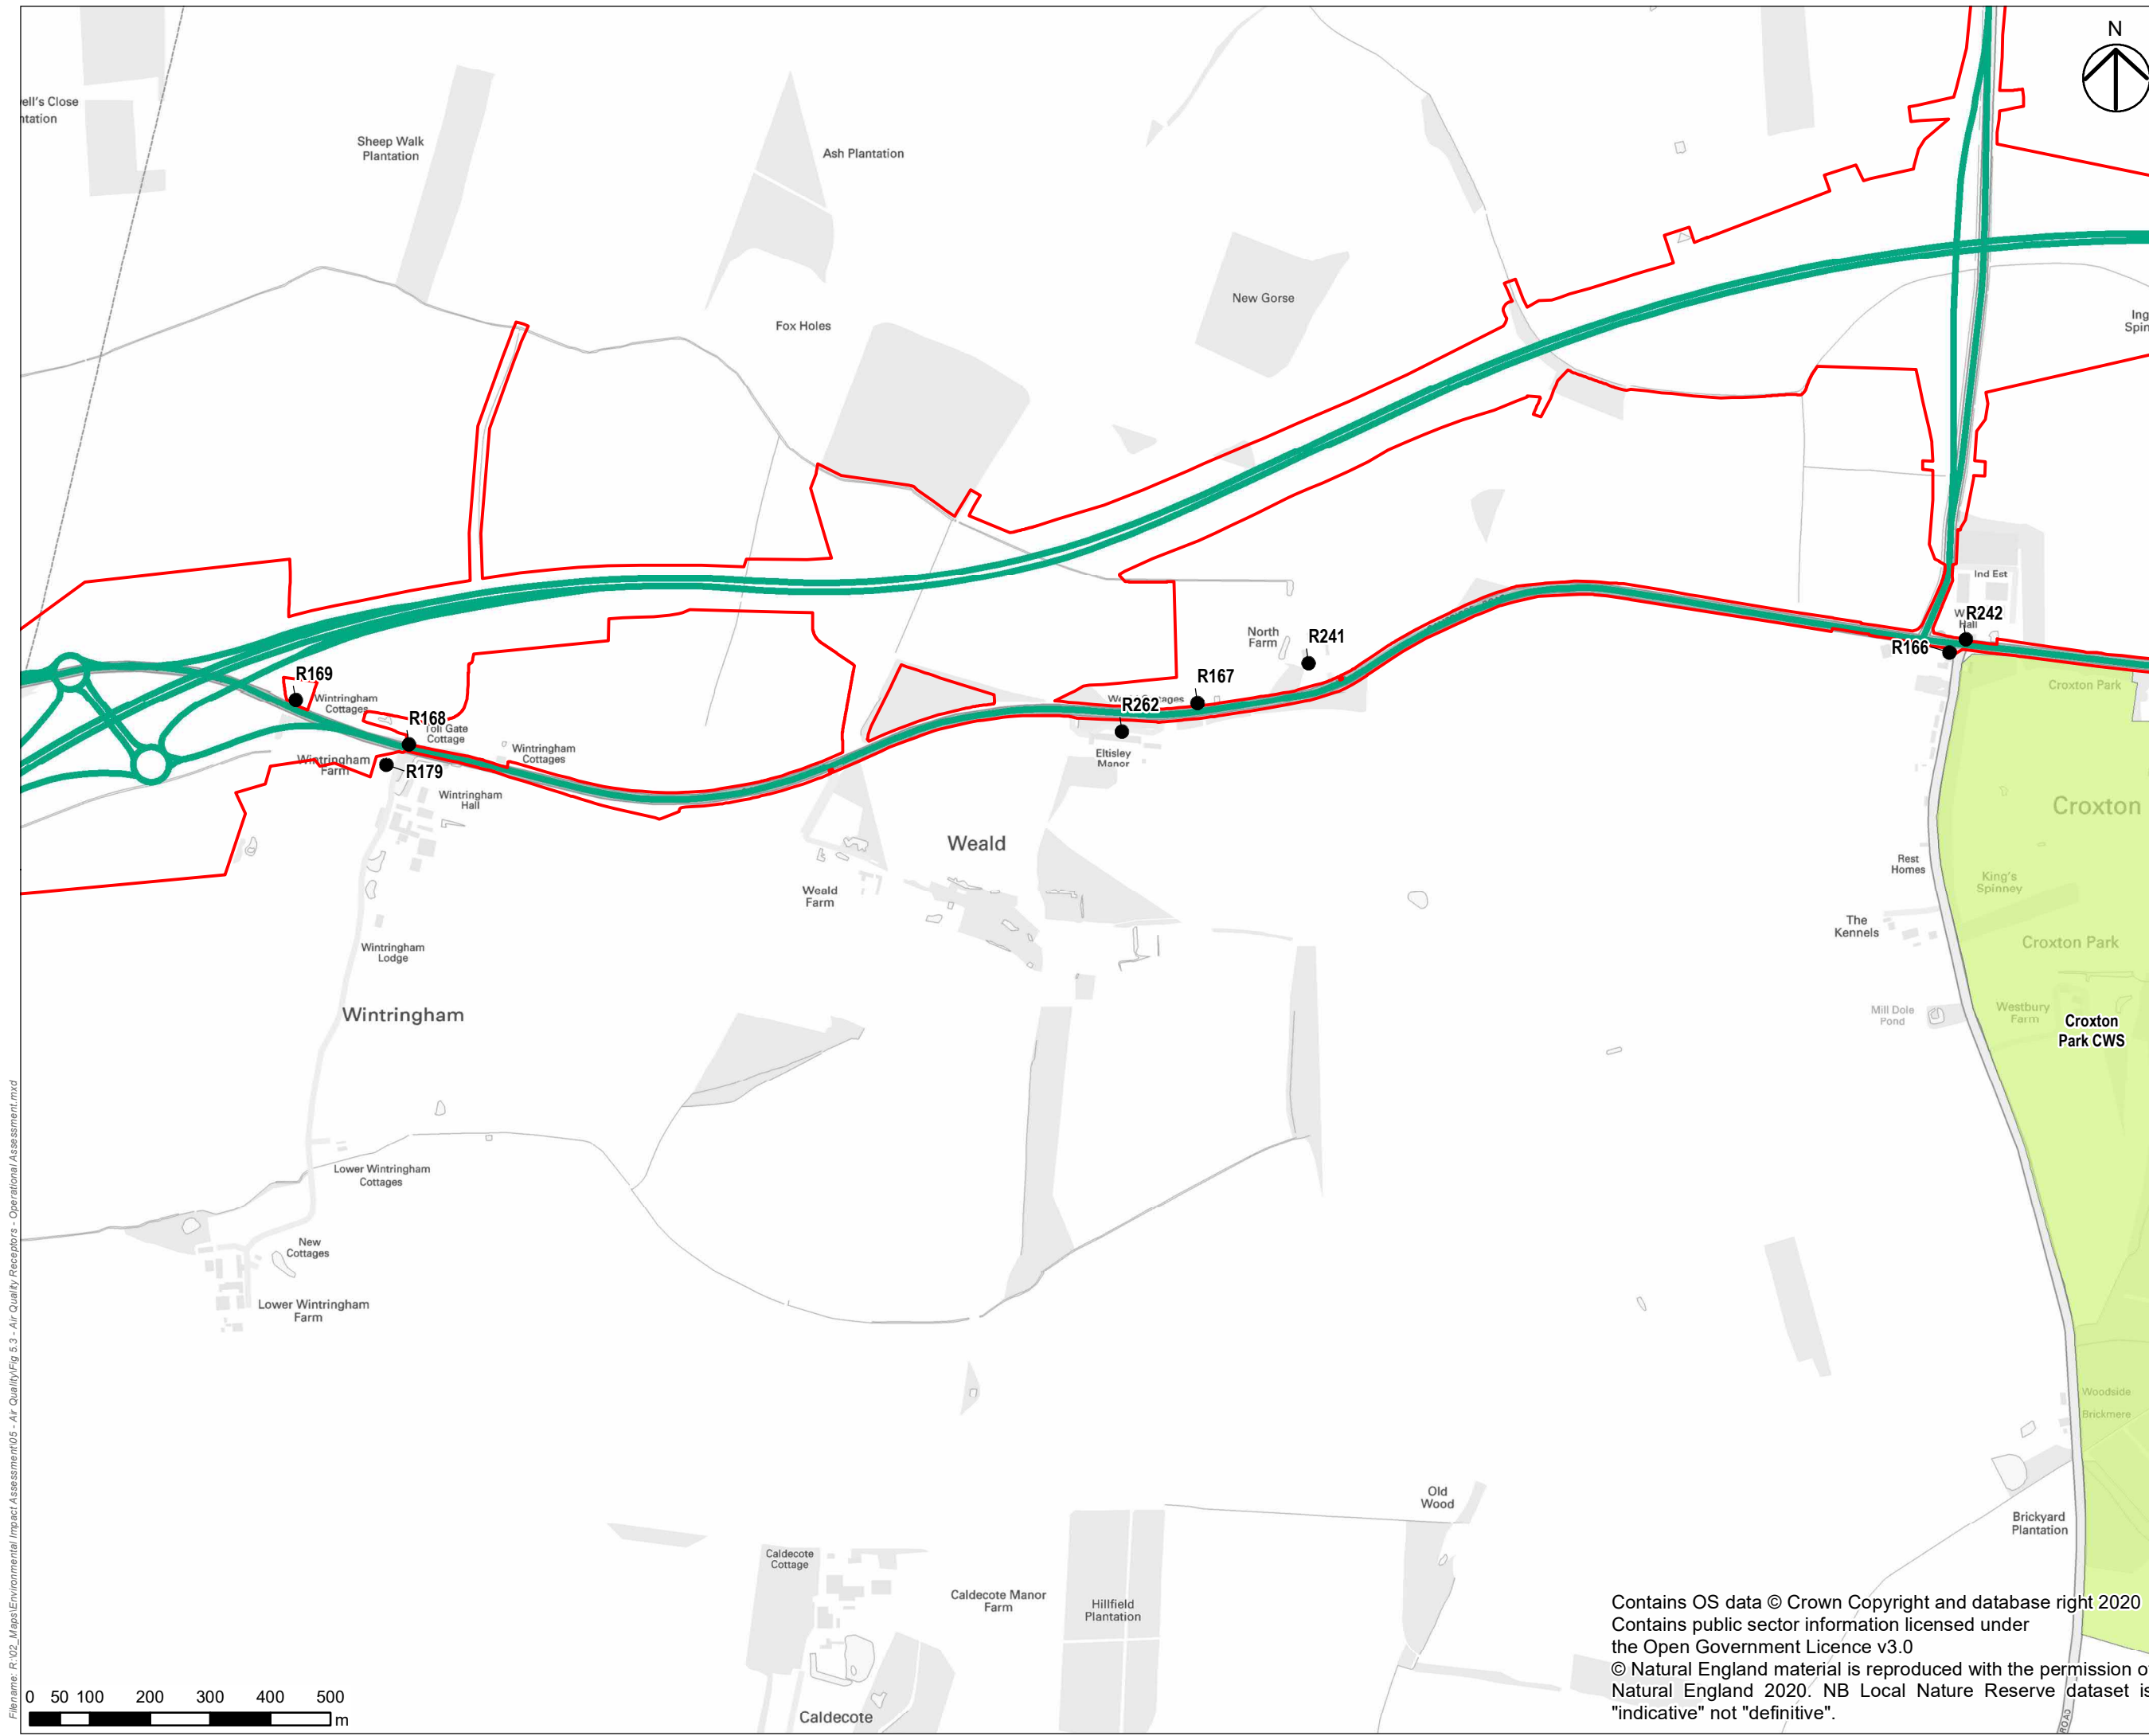 N
ell's Close
ntation
Sheep Walk
Plantation
Ash Plantation
New Gorse
Fox Holes
Ing
Spin
Ind Est
R242
Hall
R166
North
Farm
R241
R167
R262
Eltisley
Manor
R169
Wintringham
Cottages
R168
Toll Gate
Cottage
Wintringham
Cottages
Wintringham
Farm
R179
Wintringham
Hall
Croxton Park
Croxton
Weald
Weald
Farm
Rest
Homes
King's
Spinney
The
Kennels
Croxton Park
Wintringham
Lodge
Wintringham
Mill Dole
Pond
Westbury
Farm
Croxton
Park CWS
Lower Wintringham
Cottages
New
Cottages
Lower Wintringham
Farm
Woodside
Brickmere
Old
Wood
Brickyard
Plantation
Caldecote
Cottage
Caldecote Manor
Farm
Hillfield
Plantation
Caldecote
ROAD
Contains OS data © Crown Copyright and database right 2020
Contains public sector information licensed under
the Open Government Licence v3.0
© Natural England material is reproduced with the permission of
Natural England 2020. NB Local Nature Reserve dataset is
"indicative" not "definitive".
0 50 100 200 300 400 500
m
Filename: R:\02_Maps\Environmental Impact Assessment\05 - Air Quality\Fig 5.3 - Air Quality Receptors - Operational Assessment.mxd